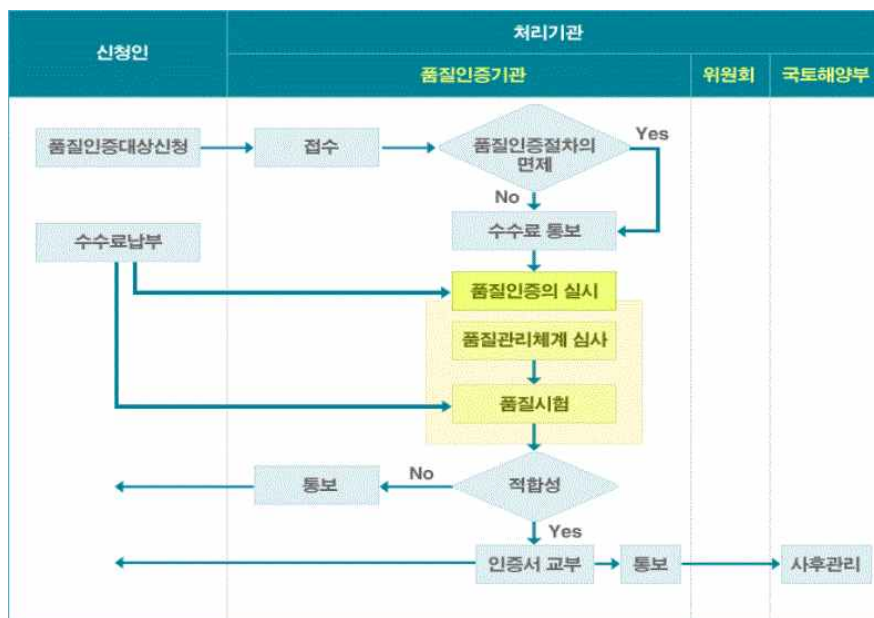 신청인
처리기관
품질인증기관
위원회
국토해양부
품질인증대상신청
접수
품질인증절차의
면제
Yes
No
수수료 통보
수수료납부
품질인증의 실시
품질관리체계 심사
품질시험
적합성
No
통보
Yes
인증서 교부
통보
사후관리